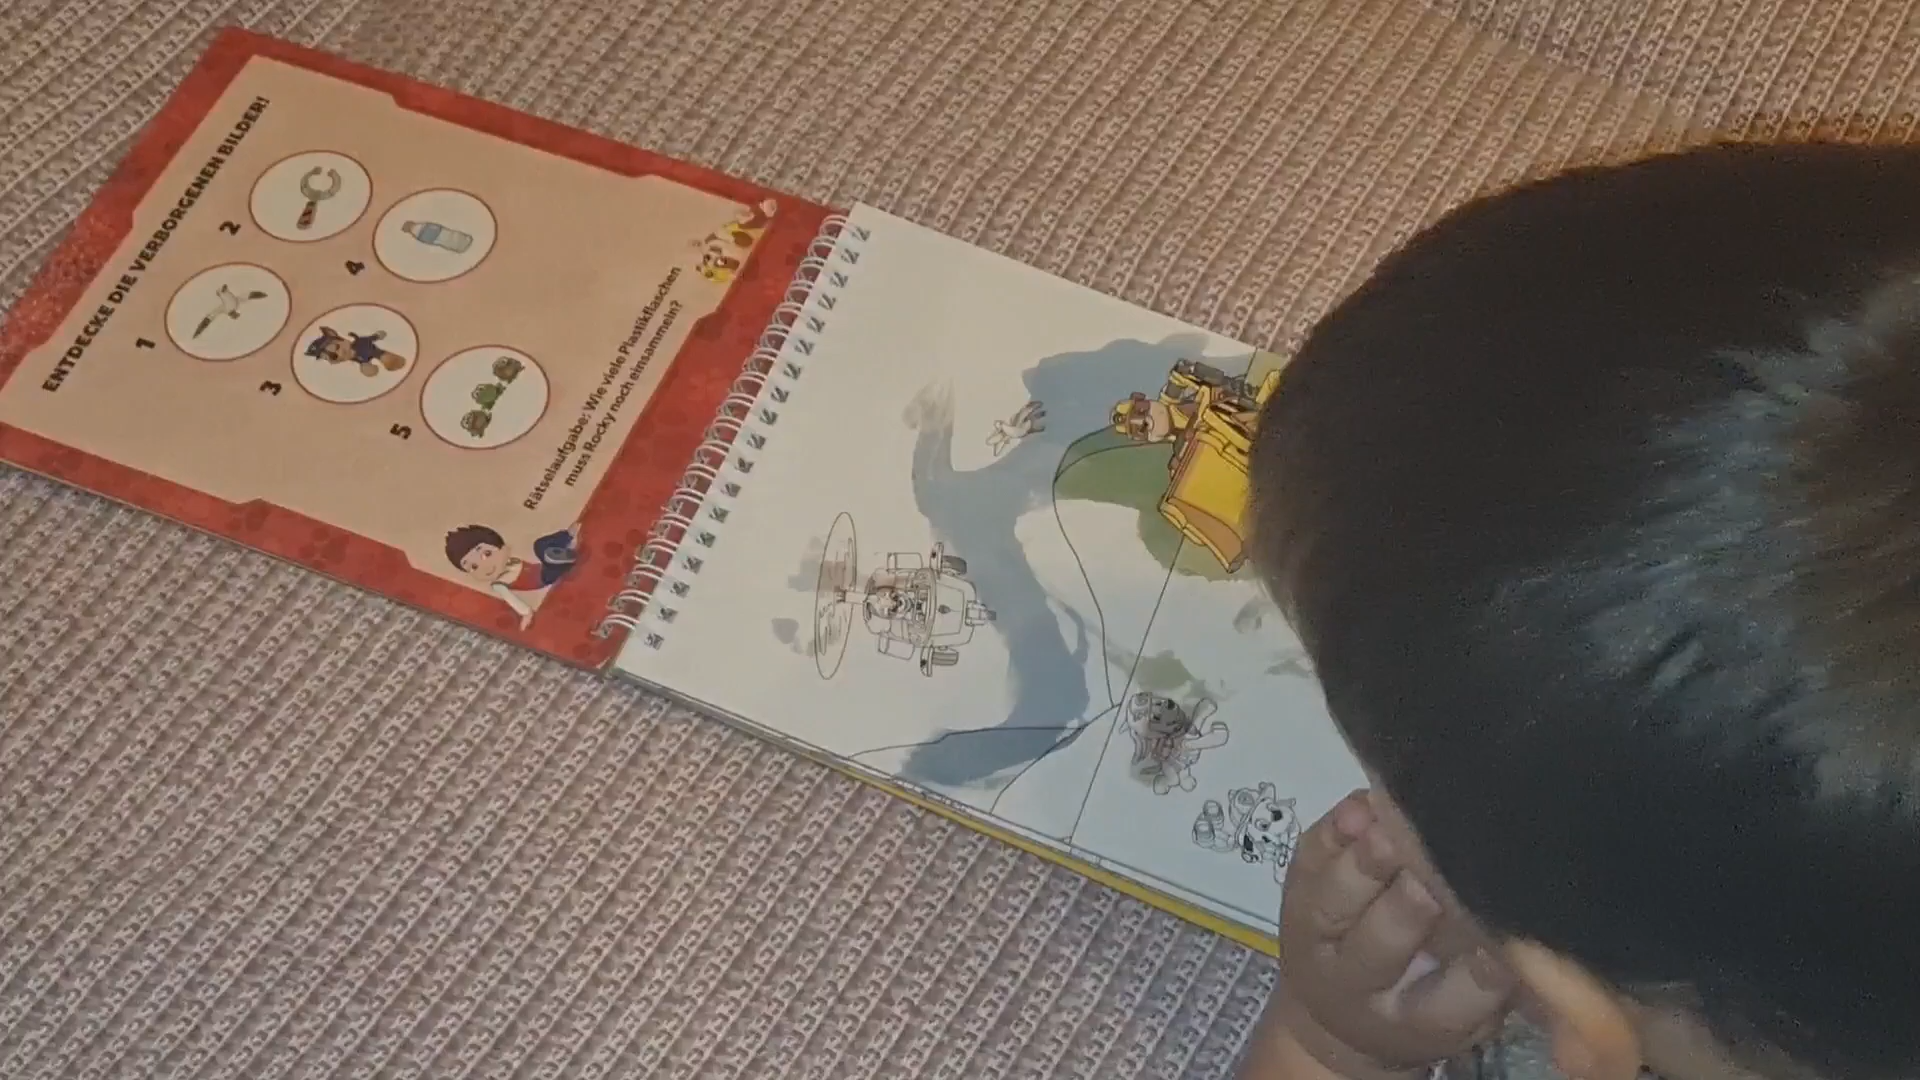 ENTDECKE DIE VERBORGENEN BILDER!
1
2
3
4
5
Rätselaufgabe: Wie viele Plastikflaschen
muss Rocky noch einsammeln?